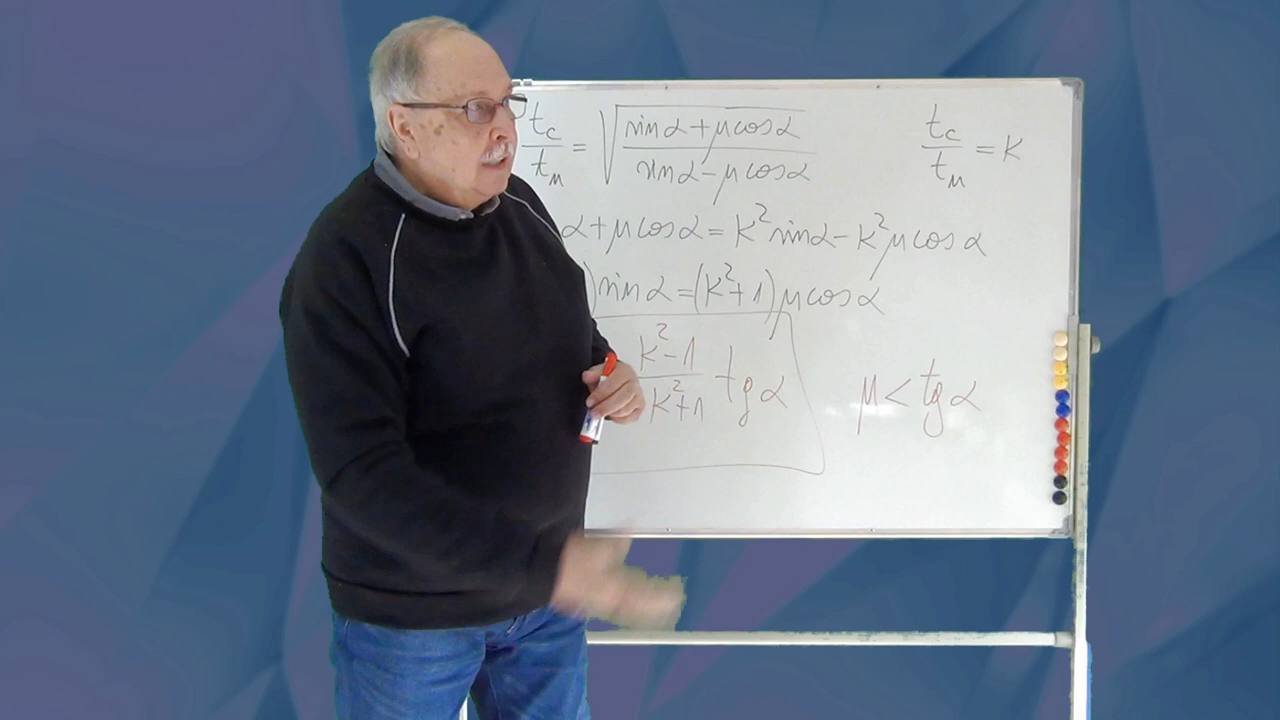 t_c/t_м = √((sin α + μ cos α)/(sin α − μ cos α))
t_c/t_м = K
α + μ cos α = K² sin α − K² μ cos α
) sin α = (K² + 1) μ cos α
(K² − 1)/(K² + 1) tg α
μ < tg α